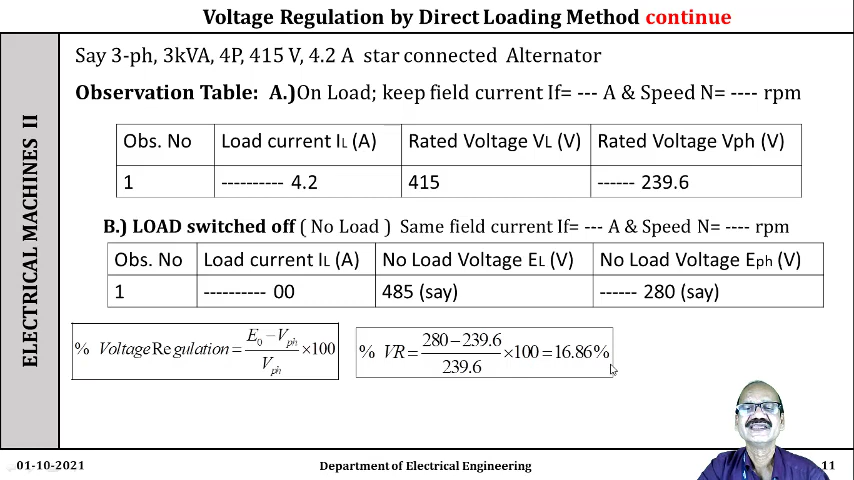 Voltage Regulation by Direct Loading Method continue
ELECTRICAL MACHINES II
Say 3-ph, 3kVA, 4P, 415 V, 4.2 A star connected Alternator
Observation Table: A.)On Load; keep field current If= --- A & Speed N= ---- rpm
Obs. No Load current IL (A) Rated Voltage VL (V) Rated Voltage Vph (V)
1 ---------- 4.2 415 ------ 239.6
B.) LOAD switched off ( No Load ) Same field current If= --- A & Speed N= ---- rpm
Obs. No Load current IL (A) No Load Voltage EL (V) No Load Voltage Eph (V)
1 ---------- 00 485 (say) ------ 280 (say)
% VoltageRegulation = (E0 – Vph) / Vph ×100
% VR = (280 – 239.6) / 239.6 ×100 = 16.86%
01-10-2021 Department of Electrical Engineering 11